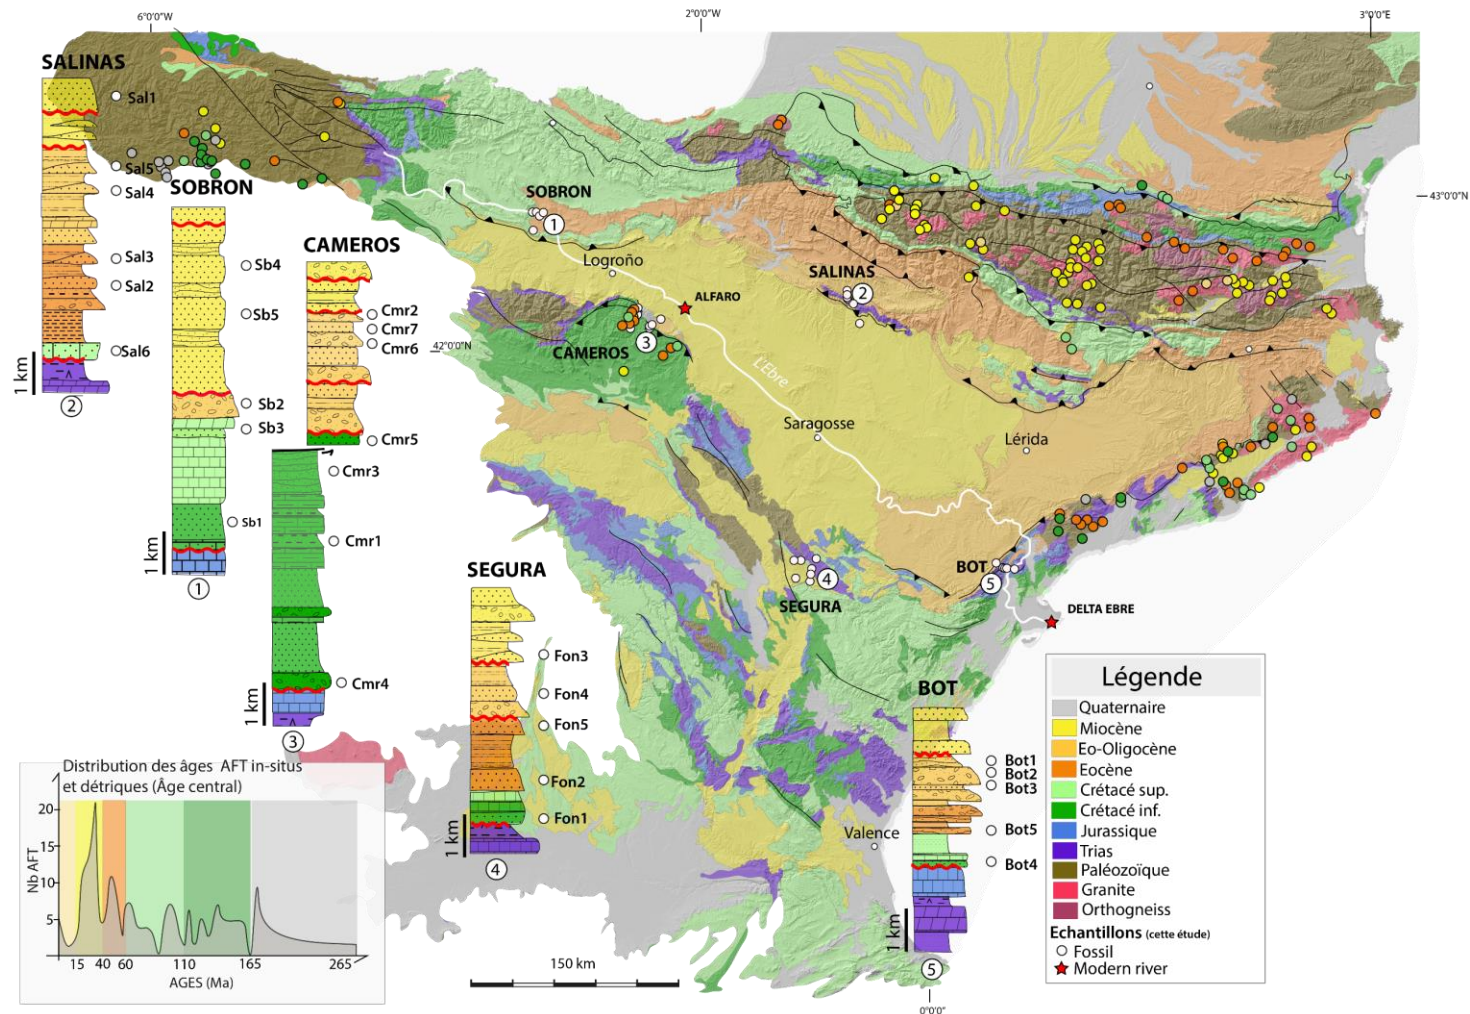 6°0'0"W
2°0'0"W
3°0'0"E
43°0'0"N
42°0'0"N
0°0'0"
SALINAS
Sal1
Sal5
Sal4
Sal3
Sal2
Sal6
1 km
2
SOBRON
Sb4
Sb5
Sb2
Sb3
Sb1
1 km
1
CAMEROS
Cmr2
Cmr7
Cmr6
Cmr5
Cmr3
Cmr1
Cmr4
1 km
3
SEGURA
Fon3
Fon4
Fon5
Fon2
Fon1
1 km
4
BOT
Bot1
Bot2
Bot3
Bot5
Bot4
1 km
5
SOBRON
1
Logroño
SALINAS
2
ALFARO
CAMEROS
3
L'Ebre
Saragosse
Lérida
4
SEGURA
BOT
5
DELTA EBRE
Valence
150 km
Distribution des âges AFT in-situs
et détriques (Âge central)
Nb AFT
20
15
10
5
15 40 60 110 165 265
AGES (Ma)
Légende
Quaternaire
Miocène
Eo-Oligocène
Eocène
Crétacé sup.
Crétacé inf.
Jurassique
Trias
Paléozoïque
Granite
Orthogneiss
Echantillons (cette étude)
Fossil
Modern river